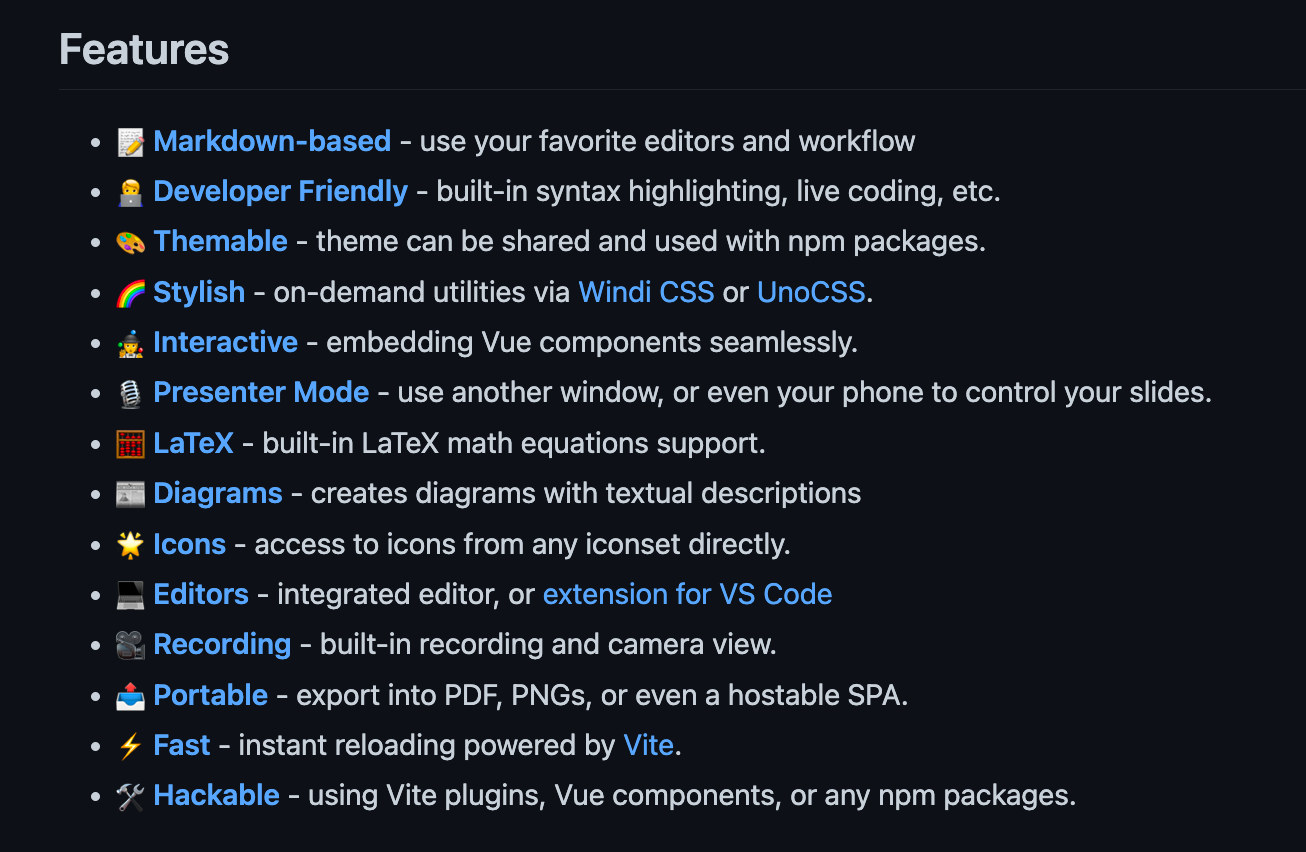 Features
📝 Markdown-based - use your favorite editors and workflow
🧑‍💻 Developer Friendly - built-in syntax highlighting, live coding, etc.
🎨 Themable - theme can be shared and used with npm packages.
🌈 Stylish - on-demand utilities via Windi CSS or UnoCSS.
🤹 Interactive - embedding Vue components seamlessly.
🎙 Presenter Mode - use another window, or even your phone to control your slides.
🧮 LaTeX - built-in LaTeX math equations support.
📰 Diagrams - creates diagrams with textual descriptions
🌟 Icons - access to icons from any iconset directly.
💻 Editors - integrated editor, or extension for VS Code
🎥 Recording - built-in recording and camera view.
📤 Portable - export into PDF, PNGs, or even a hostable SPA.
⚡️ Fast - instant reloading powered by Vite.
🛠 Hackable - using Vite plugins, Vue components, or any npm packages.